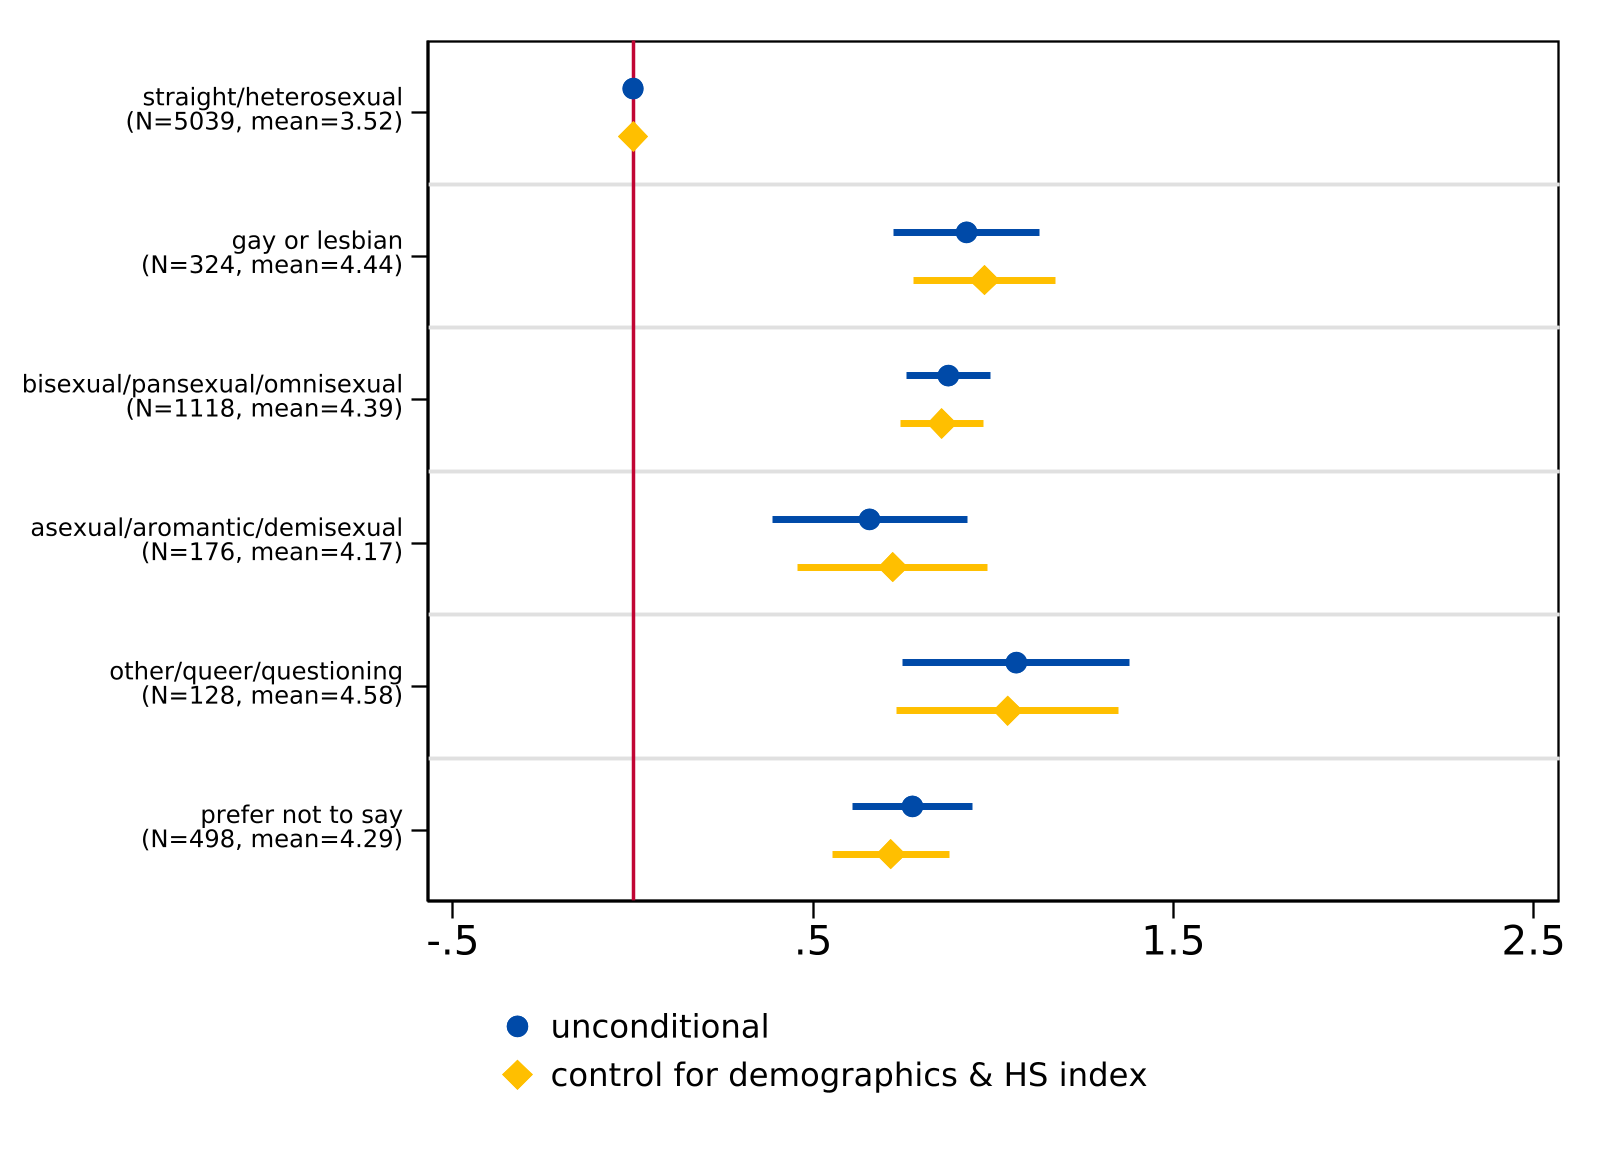 straight/heterosexual
(N=5039, mean=3.52)
gay or lesbian
(N=324, mean=4.44)
bisexual/pansexual/omnisexual
(N=1118, mean=4.39)
asexual/aromantic/demisexual
(N=176, mean=4.17)
other/queer/questioning
(N=128, mean=4.58)
prefer not to say
(N=498, mean=4.29)
-.5 .5 1.5 2.5
unconditional
control for demographics & HS index